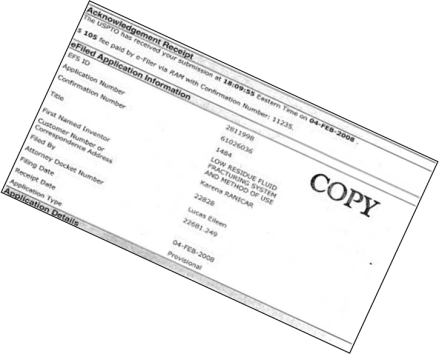 Acknowledgement Receipt
The USPTO has received your submission at 18:09:55 Eastern Time on 04-FEB-2008 .
$ 105 fee paid by e-Filer via RAM with Confirmation Number: 11235.
eFiled Application Information
EFS ID 2811998
Application Number 61026036
Confirmation Number 1484
Title LOW RESIDUE FLUID
FRACTURING SYSTEM
AND METHOD OF USE
First Named Inventor Karena RANICAR
Customer Number or
Correspondence Address 22828
Filed By Lucas Eileen
Attorney Docket Number 22681.249
Filing Date
Receipt Date 04-FEB-2008
Application Type Provisional
Application Details
COPY